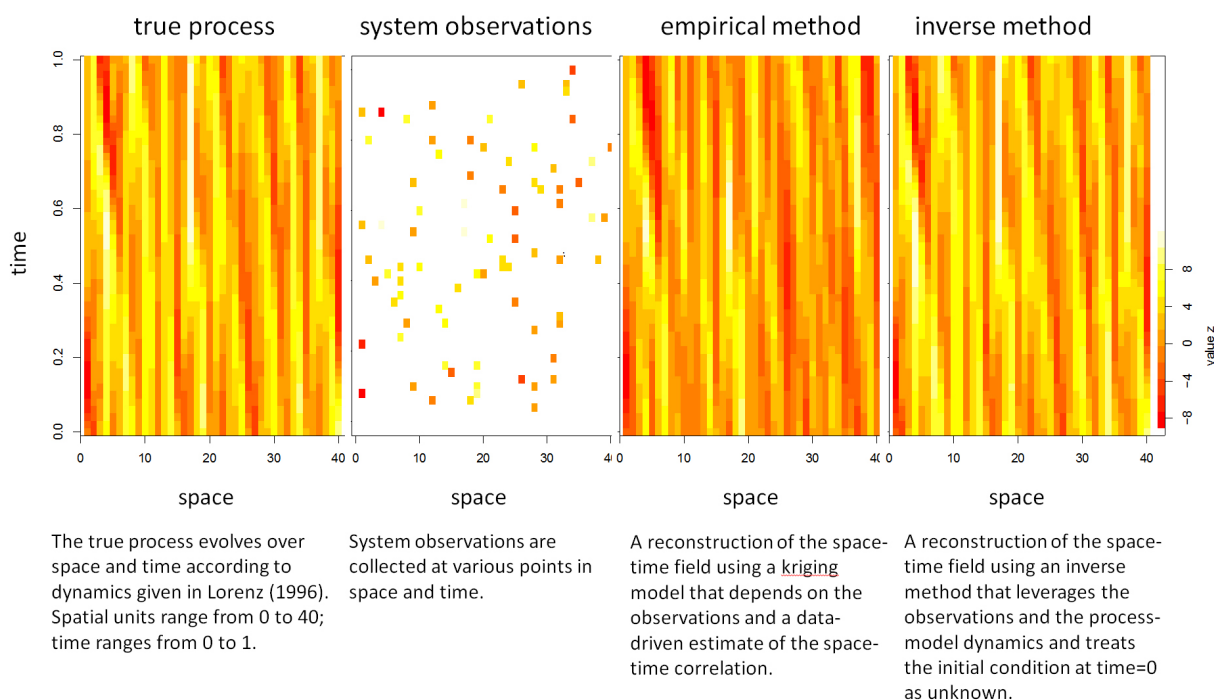 true process
system observations
empirical method
inverse method
time
1.0
0.8
0.6
0.4
0.2
0.0
0 10 20 30 40
0 10 20 30 4
0 10 20 30 40
0 10 20 30 40
8
4
0
−4
−8
value z
space
space
space
space
The true process evolves over
space and time according to
dynamics given in Lorenz (1996).
Spatial units range from 0 to 40;
time ranges from 0 to 1.
System observations are
collected at various points in
space and time.
A reconstruction of the space-
time field using a kriging
model that depends on the
observations and a data-
driven estimate of the space-
time correlation.
A reconstruction of the space-
time field using an inverse
method that leverages the
observations and the process-
model dynamics and treats
the initial condition at time=0
as unknown.